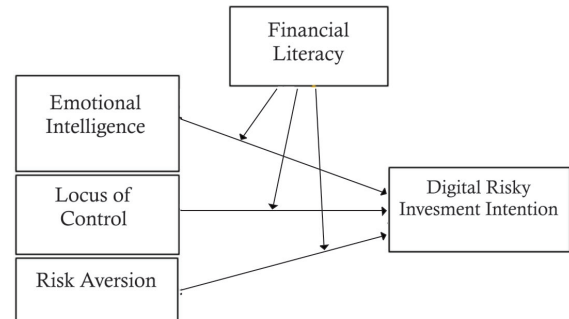 Financial
Literacy
Emotional
Intelligence
Locus of
Control
Digital Risky
Invesment Intention
Risk Aversion